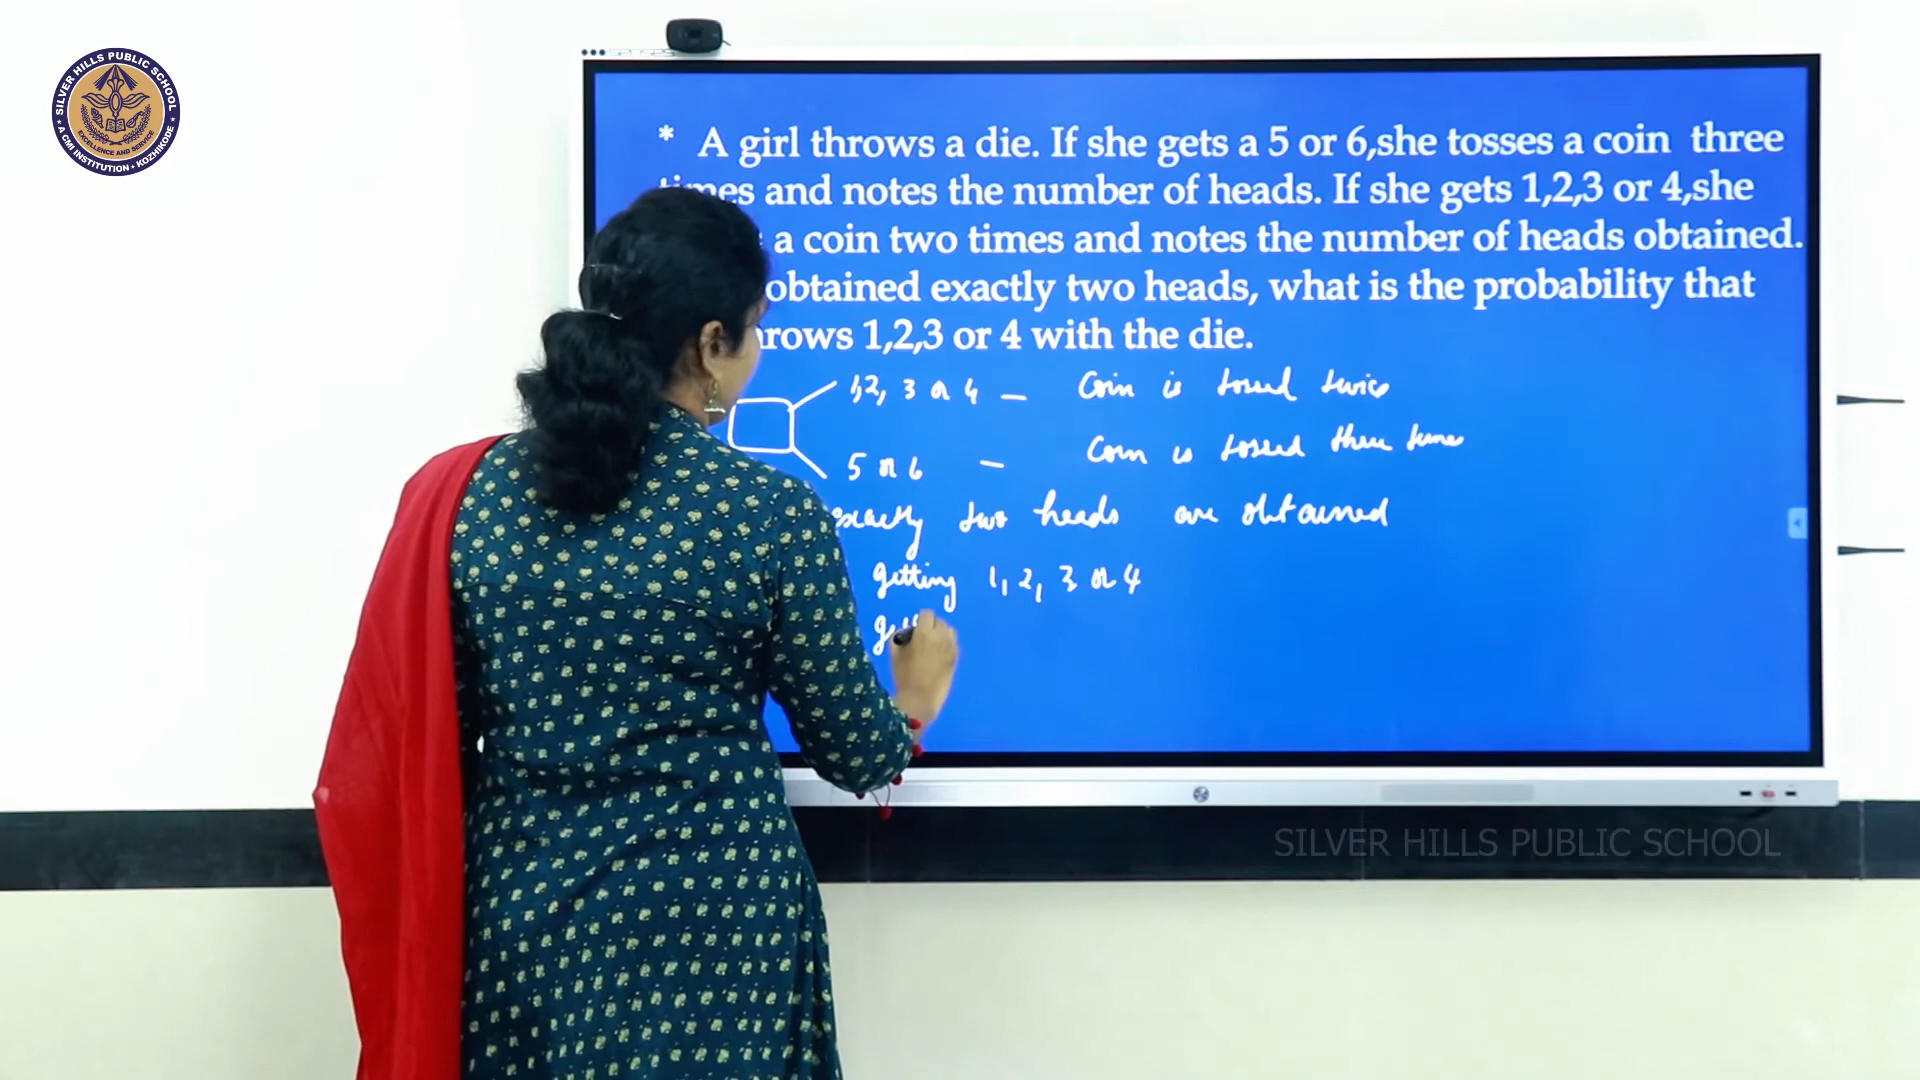 SILVER HILLS PUBLIC SCHOOL
EXCELLENCE AND SERVICE
A CMI INSTITUTION • KOZHIKODE
* A girl throws a die. If she gets a 5 or 6,she tosses a coin three
times and notes the number of heads. If she gets 1,2,3 or 4,she
a coin two times and notes the number of heads obtained.
obtained exactly two heads, what is the probability that
1,2,3 or 4 with the die.
1,2, 3 or 4 — Coin is tossed twice
5 or 6 — Coin is tossed three times
exactly two heads are obtained
getting 1, 2, 3 or 4
SILVER HILLS PUBLIC SCHOOL